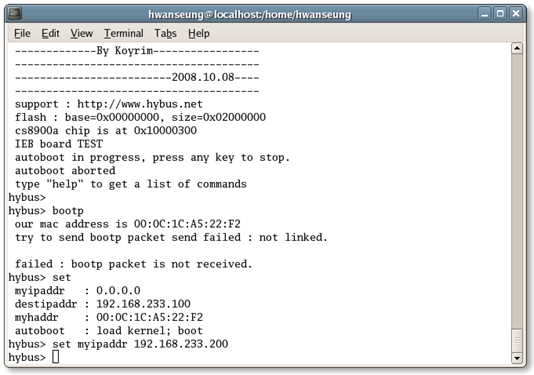 hwanseung@localhost:/home/hwanseung
File Edit View Terminal Tabs Help
-------------By Koyrim-----------------
---------------------------------------
-------------------------2008.10.08----
---------------------------------------
support : http://www.hybus.net
flash : base=0x00000000, size=0x02000000
cs8900a chip is at 0x10000300
IEB board TEST
autoboot in progress, press any key to stop.
autoboot aborted
type "help" to get a list of commands
hybus>
hybus> bootp
our mac address is 00:0C:1C:A5:22:F2
try to send bootp packet send failed : not linked.
failed : bootp packet is not received.
hybus> set
myipaddr : 0.0.0.0
destipaddr : 192.168.233.100
myhaddr : 00:0C:1C:A5:22:F2
autoboot : load kernel; boot
hybus> set myipaddr 192.168.233.200
hybus>